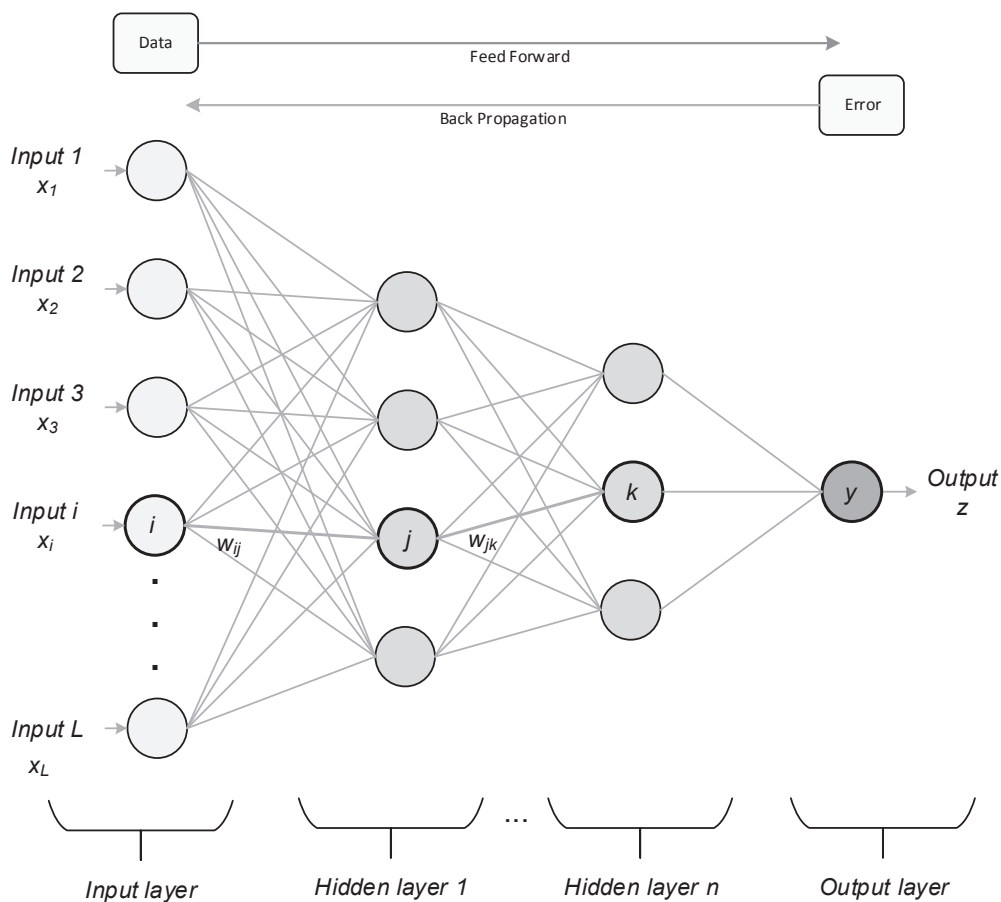 Data
Feed Forward
Back Propagation
Error
Input 1
x1
Input 2
x2
Input 3
x3
Input i
xi
i
wij
j
wjk
k
y
Output
z
.
.
.
Input L
xL
...
Input layer
Hidden layer 1
Hidden layer n
Output layer